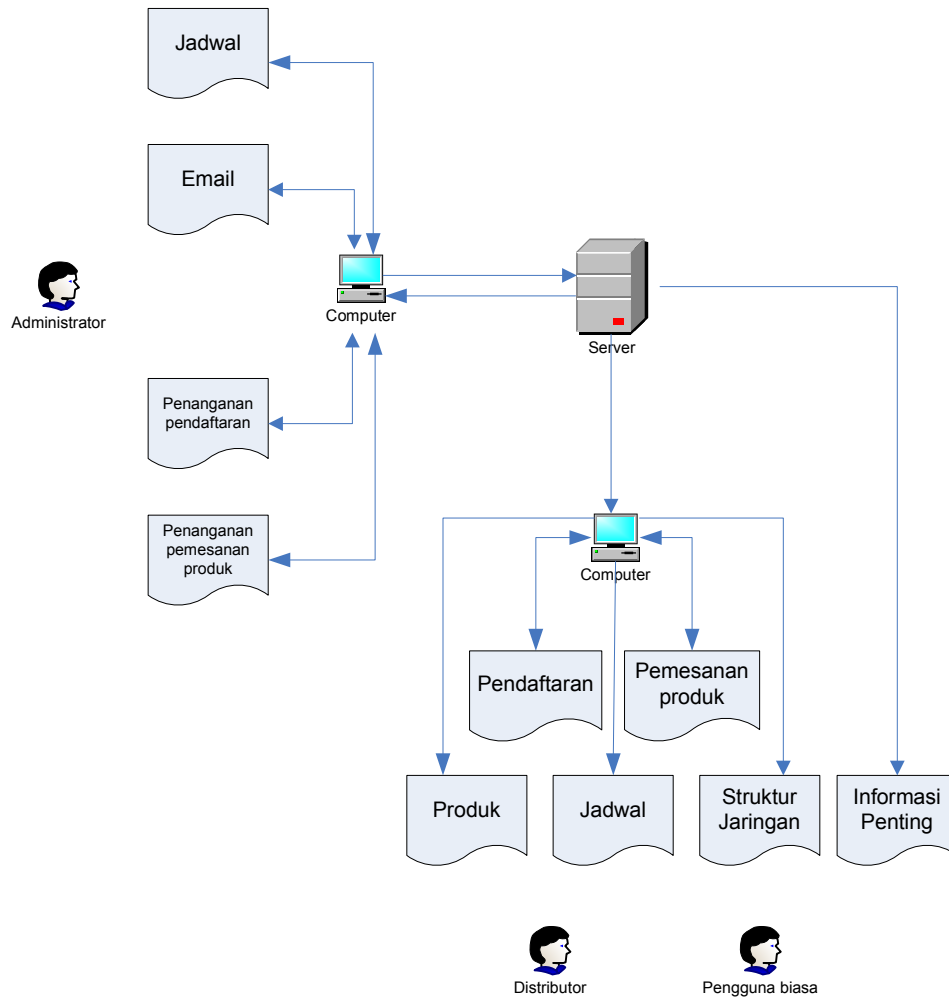 Jadwal
Email
Administrator
Computer
Server
Penanganan
pendaftaran
Penanganan
pemesanan
produk
Computer
Pendaftaran
Pemesanan
produk
Produk
Jadwal
Struktur
Jaringan
Informasi
Penting
Distributor
Pengguna biasa